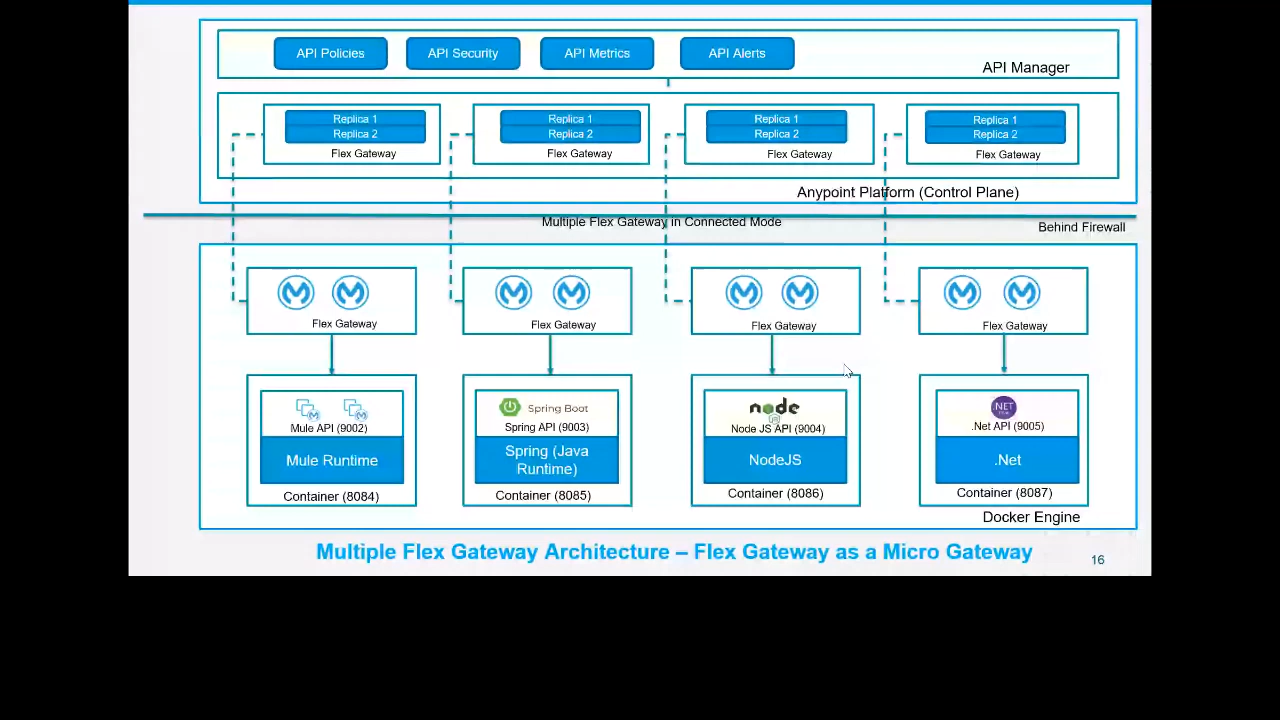 API Policies
API Security
API Metrics
API Alerts
API Manager
Replica 1
Replica 2
Flex Gateway
Replica 1
Replica 2
Flex Gateway
Replica 1
Replica 2
Flex Gateway
Replica 1
Replica 2
Flex Gateway
Anypoint Platform (Control Plane)
Multiple Flex Gateway in Connected Mode
Behind Firewall
Flex Gateway
Flex Gateway
Flex Gateway
Flex Gateway
Mule API (9002)
Mule Runtime
Container (8084)
Spring Boot
Spring API (9003)
Spring (Java
Runtime)
Container (8085)
node
Node JS API (9004)
NodeJS
Container (8086)
.NET
.Net API (9005)
.Net
Container (8087)
Docker Engine
Multiple Flex Gateway Architecture – Flex Gateway as a Micro Gateway
16